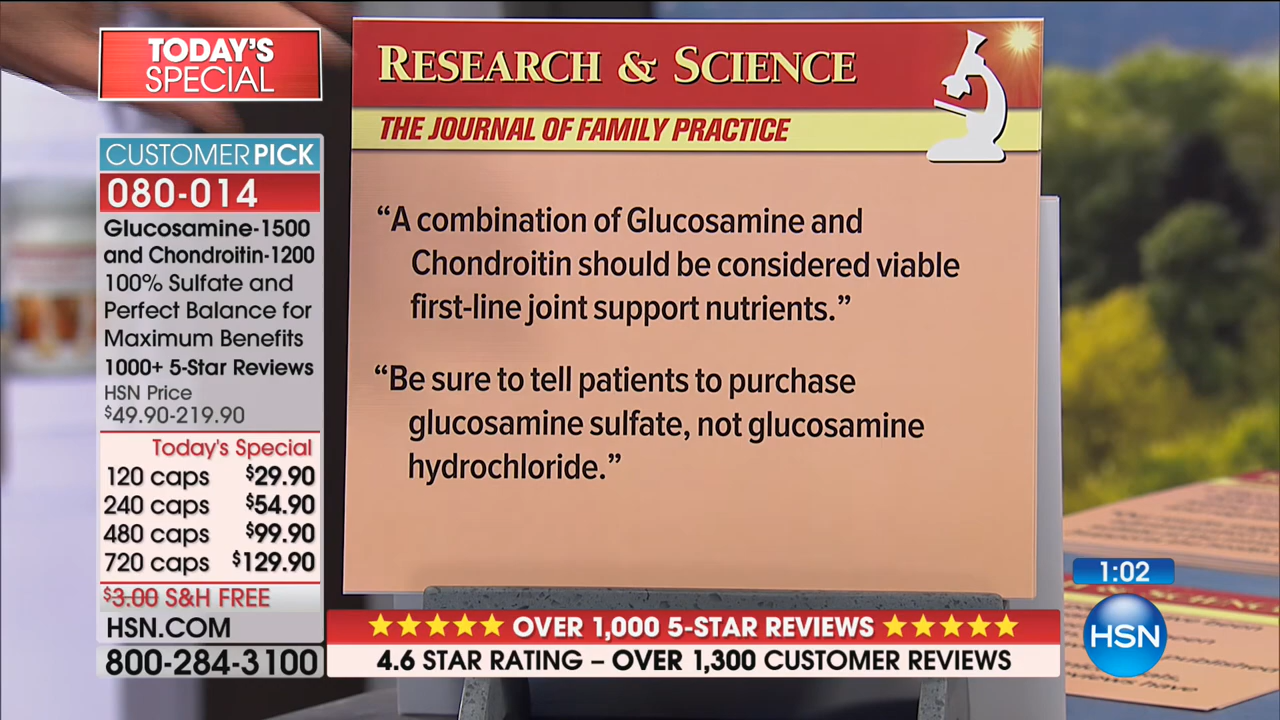 TODAY'S
SPECIAL
CUSTOMER PICK
080-014
Glucosamine-1500
and Chondroitin-1200
100% Sulfate and
Perfect Balance for
Maximum Benefits
1000+ 5-Star Reviews
HSN Price
$49.90-219.90
Today's Special
120 caps $29.90
240 caps $54.90
480 caps $99.90
720 caps $129.90
$3.00 S&H FREE
HSN.COM
800-284-3100
RESEARCH & SCIENCE
THE JOURNAL OF FAMILY PRACTICE
“A combination of Glucosamine and
Chondroitin should be considered viable
first-line joint support nutrients.”
“Be sure to tell patients to purchase
glucosamine sulfate, not glucosamine
hydrochloride.”
OVER 1,000 5-STAR REVIEWS
4.6 STAR RATING – OVER 1,300 CUSTOMER REVIEWS
1:02
HSN